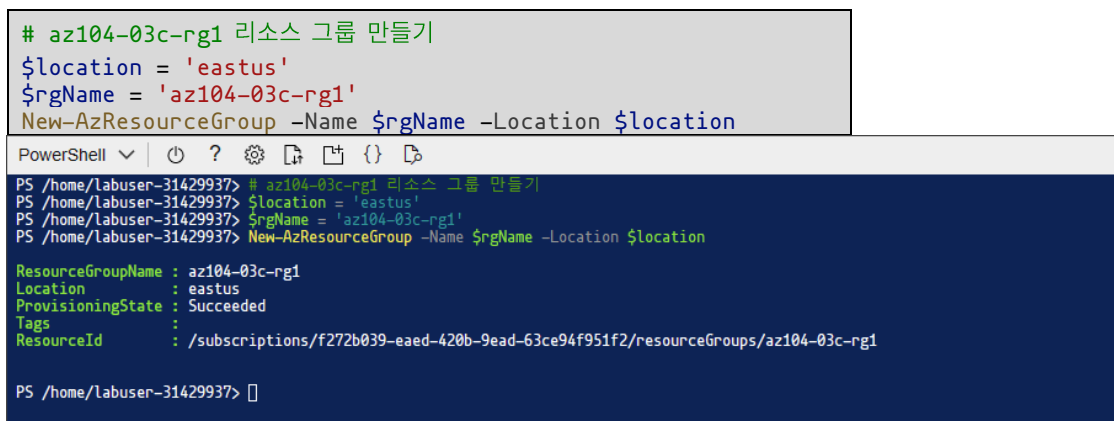 # az104-03c-rg1 리소스 그룹 만들기
$location = 'eastus'
$rgName = 'az104-03c-rg1'
New-AzResourceGroup -Name $rgName -Location $location
PowerShell
PS /home/labuser-31429937> # az104-03c-rg1 리소스 그룹 만들기
PS /home/labuser-31429937> $location = 'eastus'
PS /home/labuser-31429937> $rgName = 'az104-03c-rg1'
PS /home/labuser-31429937> New-AzResourceGroup -Name $rgName -Location $location
ResourceGroupName : az104-03c-rg1
Location : eastus
ProvisioningState : Succeeded
Tags :
ResourceId : /subscriptions/f272b039-eaed-420b-9ead-63ce94f951f2/resourceGroups/az104-03c-rg1
PS /home/labuser-31429937>